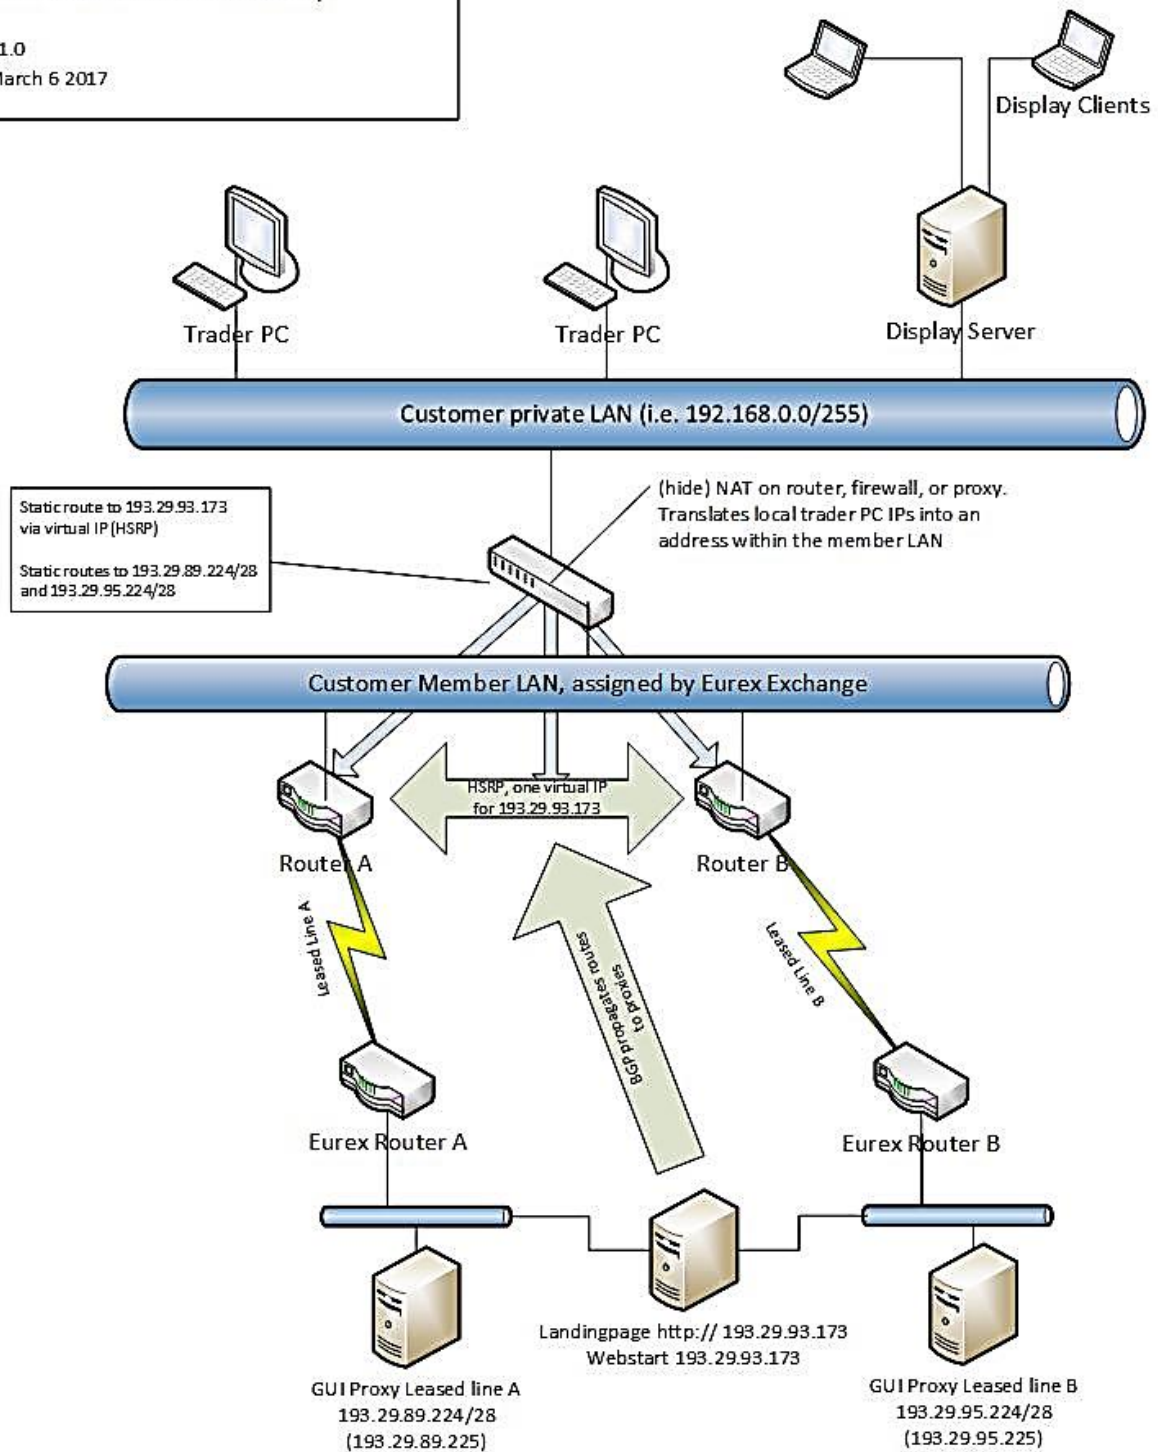 1.0
March 6 2017
Display Clients
Trader PC
Trader PC
Display Server
Customer private LAN (i.e. 192.168.0.0/255)
Static route to 193.29.93.173
via virtual IP (HSRP)
Static routes to 193.29.89.224/28
and 193.29.95.224/28
(hide) NAT on router, firewall, or proxy.
Translates local trader PC IPs into an
address within the member LAN
Customer Member LAN, assigned by Eurex Exchange
HSRP, one virtual IP
for 193.29.93.173
Router A
Router B
Leased Line A
BGP propagates routes
to proxies
Leased Line B
Eurex Router A
Eurex Router B
Landingpage http:// 193.29.93.173
Webstart 193.29.93.173
GUI Proxy Leased line A
193.29.89.224/28
(193.29.89.225)
GUI Proxy Leased line B
193.29.95.224/28
(193.29.95.225)